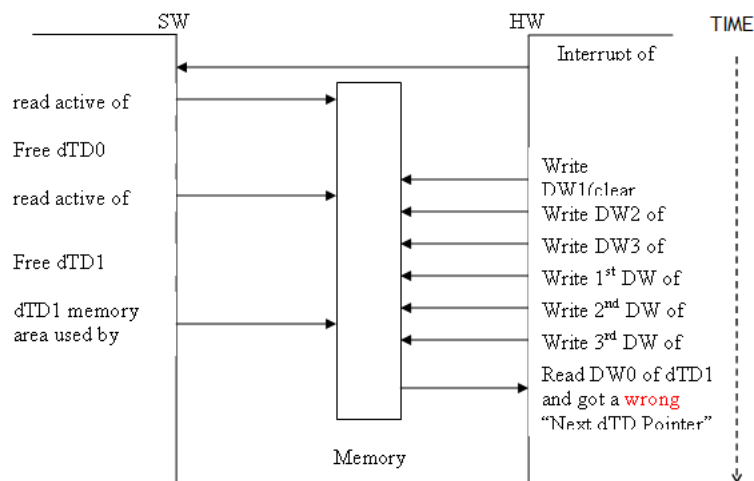 SW
HW
TIME
Interrupt of
read active of
Free dTD0
read active of
Free dTD1
dTD1 memory
area used by
Write
DW1(clear
Write DW2 of
Write DW3 of
Write 1st DW of
Write 2nd DW of
Write 3rd DW of
Read DW0 of dTD1
and got a wrong
“Next dTD Pointer”
Memory